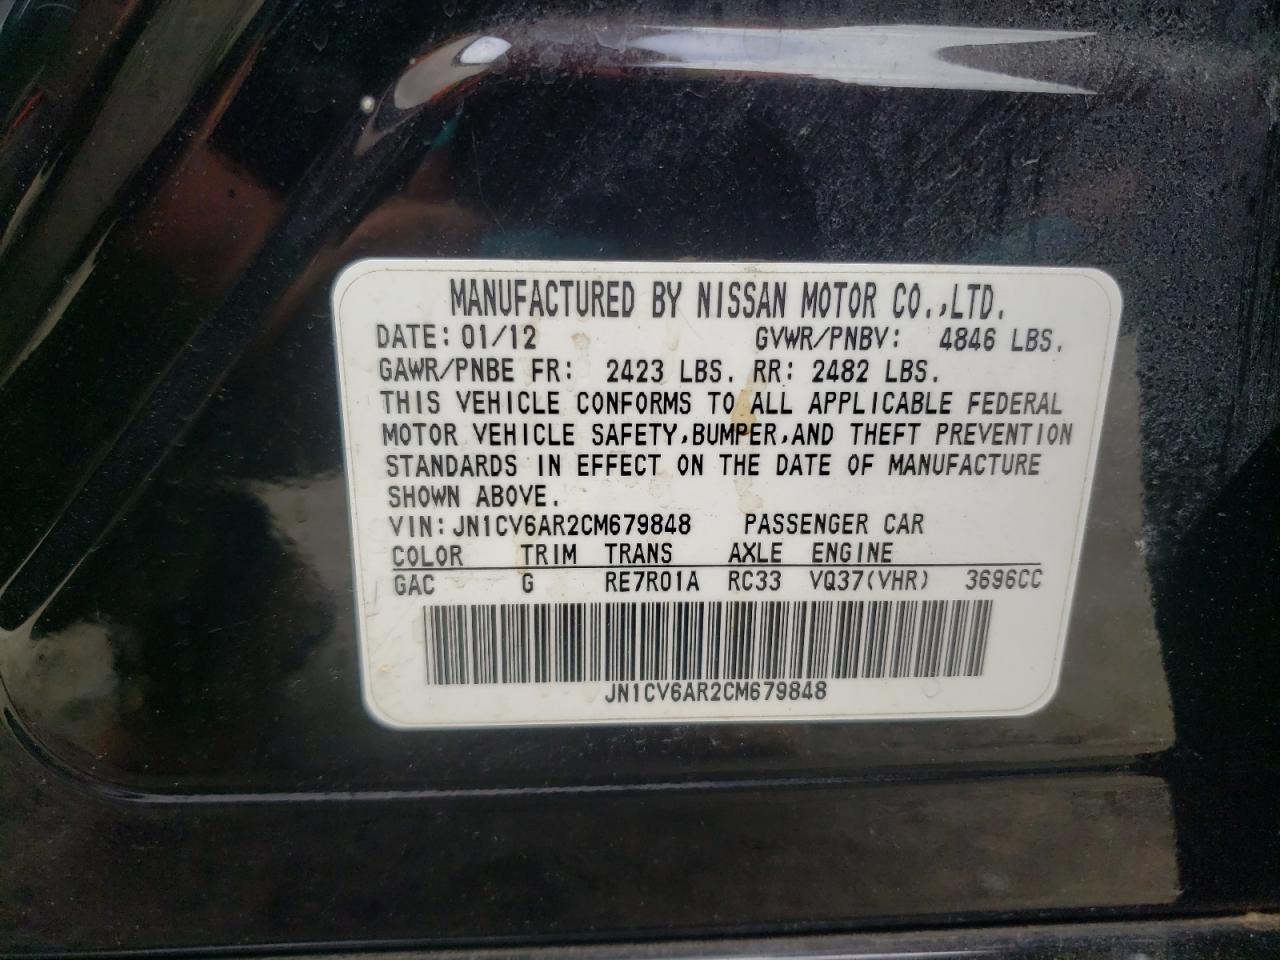 MANUFACTURED BY NISSAN MOTOR CO.,LTD.
DATE: 01/12 GVWR/PNBV: 4846 LBS.
GAWR/PNBE FR: 2423 LBS. RR: 2482 LBS.
THIS VEHICLE CONFORMS TO ALL APPLICABLE FEDERAL
MOTOR VEHICLE SAFETY,BUMPER,AND THEFT PREVENTION
STANDARDS IN EFFECT ON THE DATE OF MANUFACTURE
SHOWN ABOVE.
VIN:JN1CV6AR2CM679848 PASSENGER CAR
COLOR TRIM TRANS AXLE ENGINE
GAC G RE7R01A RC33 VQ37(VHR) 3696CC
JN1CV6AR2CM679848